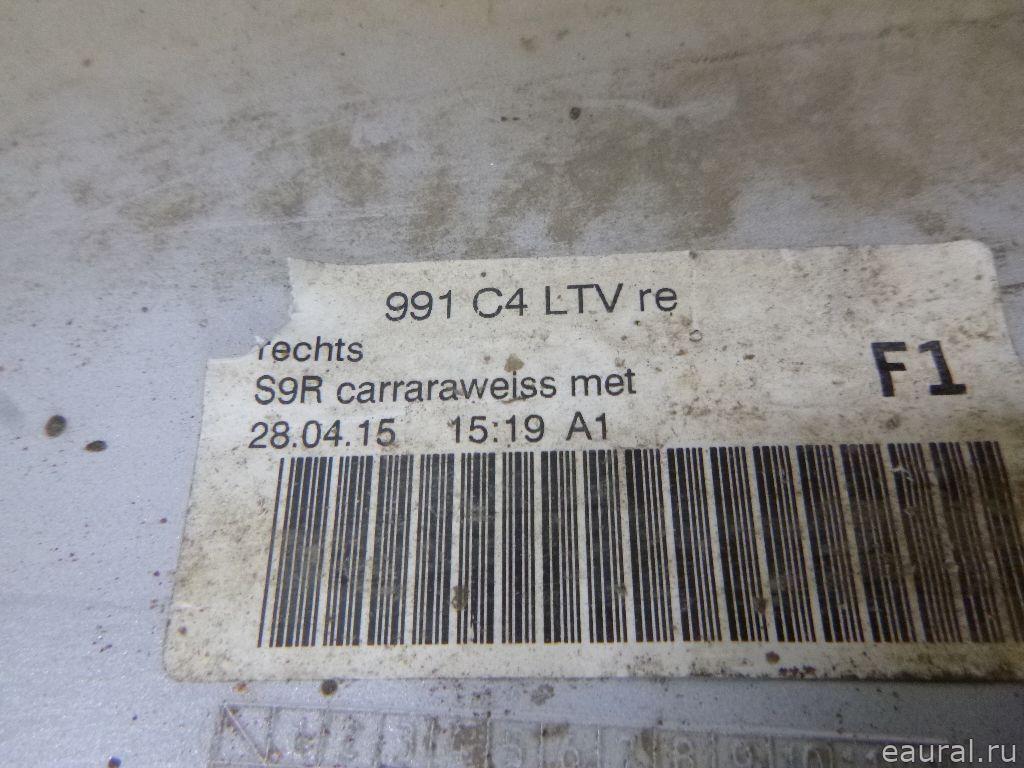 991 C4 LTV re
rechts
F1
S9R carraraweiss met
28.04.15 15:19 A1
eaural.ru